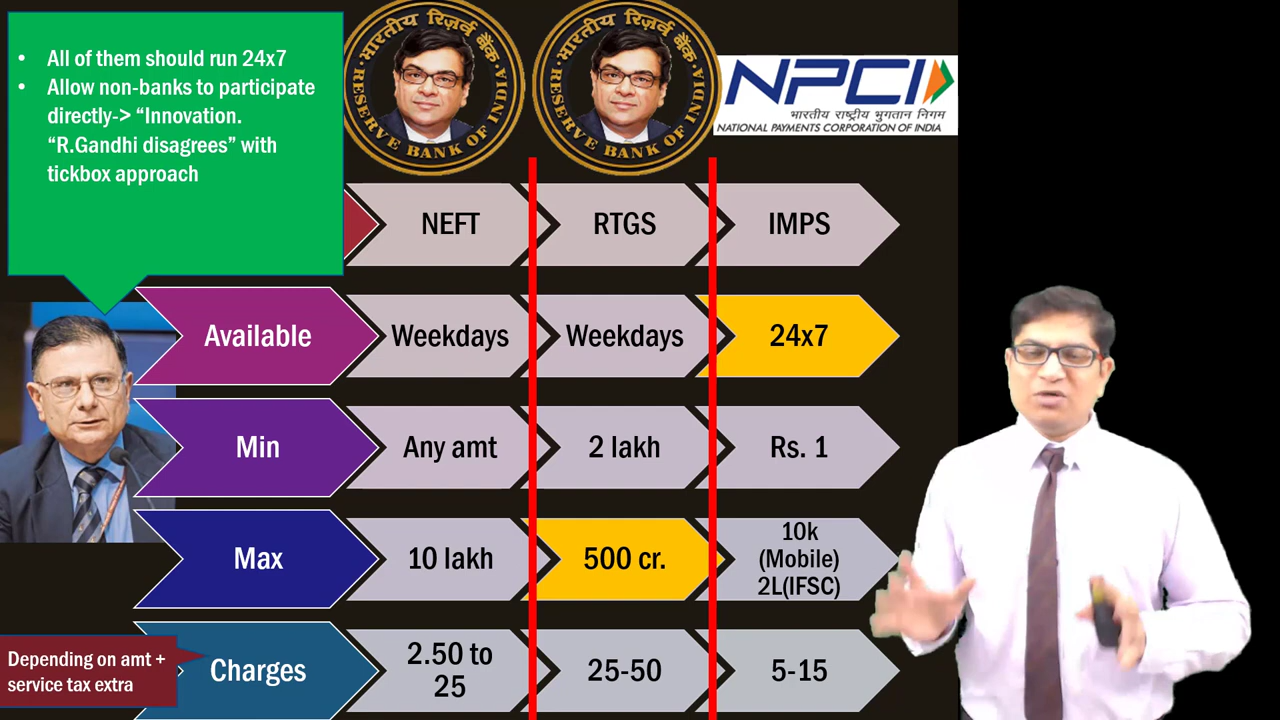 • All of them should run 24x7
• Allow non-banks to participate
directly-> “Innovation.
“R.Gandhi disagrees” with
tickbox approach
भारतीय रिज़र्व बैंक
RESERVE BANK OF INDIA
भारतीय रिज़र्व बैंक
RESERVE BANK OF INDIA
NPCI
भारतीय राष्ट्रीय भुगतान निगम
NATIONAL PAYMENTS CORPORATION OF INDIA
NEFT RTGS IMPS
Available Weekdays Weekdays 24x7
Min Any amt 2 lakh Rs. 1
Max 10 lakh 500 cr. 10k
(Mobile)
2L(IFSC)
Depending on amt +
service tax extra
Charges 2.50 to
25 25-50 5-15